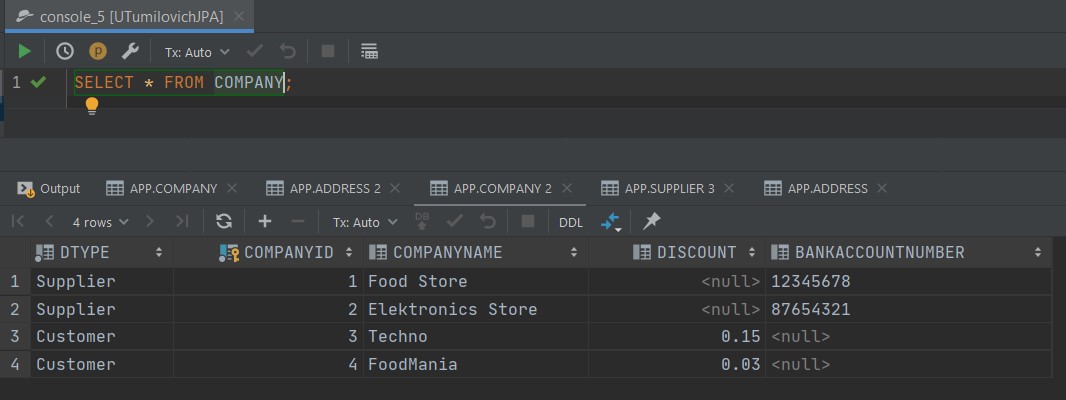 console_5 [UTumilovichJPA]
Tx: Auto
1 SELECT * FROM COMPANY;
Output APP.COMPANY APP.ADDRESS 2 APP.COMPANY 2 APP.SUPPLIER 3 APP.ADDRESS
4 rows Tx: Auto DB DDL
DTYPE COMPANYID COMPANYNAME DISCOUNT BANKACCOUNTNUMBER
1 Supplier 1 Food Store <null> 12345678
2 Supplier 2 Elektronics Store <null> 87654321
3 Customer 3 Techno 0.15 <null>
4 Customer 4 FoodMania 0.03 <null>